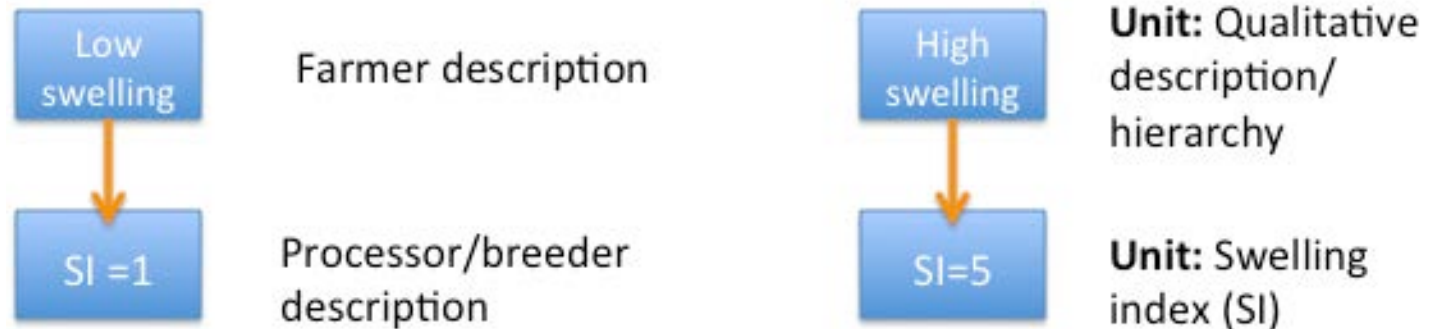 Low
swelling
Farmer description
High
swelling
Unit: Qualitative
description/
hierarchy
SI =1
Processor/breeder
description
SI=5
Unit: Swelling
index (SI)